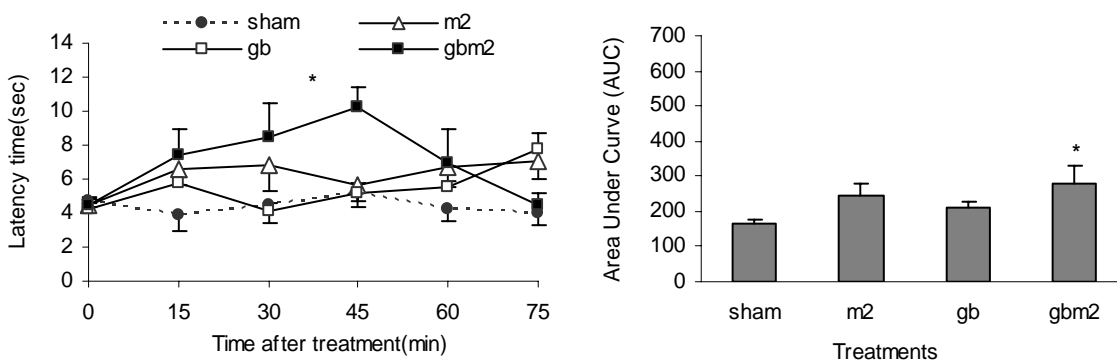 sham
m2
gb
gbm2
14
12
10
8
6
4
2
0
*
0 15 30 45 60 75
Latency time(sec)
Time after treatment(min)
700
600
500
400
300
200
100
0
*
sham m2 gb gbm2
Area Under Curve (AUC)
Treatments